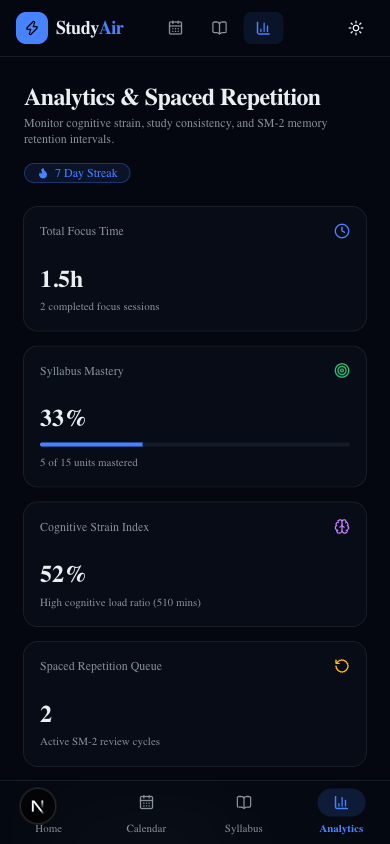 StudyAir
Analytics & Spaced Repetition
Monitor cognitive strain, study consistency, and SM-2 memory
retention intervals.
7 Day Streak
Total Focus Time
1.5h
2 completed focus sessions
Syllabus Mastery
33%
5 of 15 units mastered
Cognitive Strain Index
52%
High cognitive load ratio (510 mins)
Spaced Repetition Queue
2
Active SM-2 review cycles
N
Home Calendar Syllabus Analytics